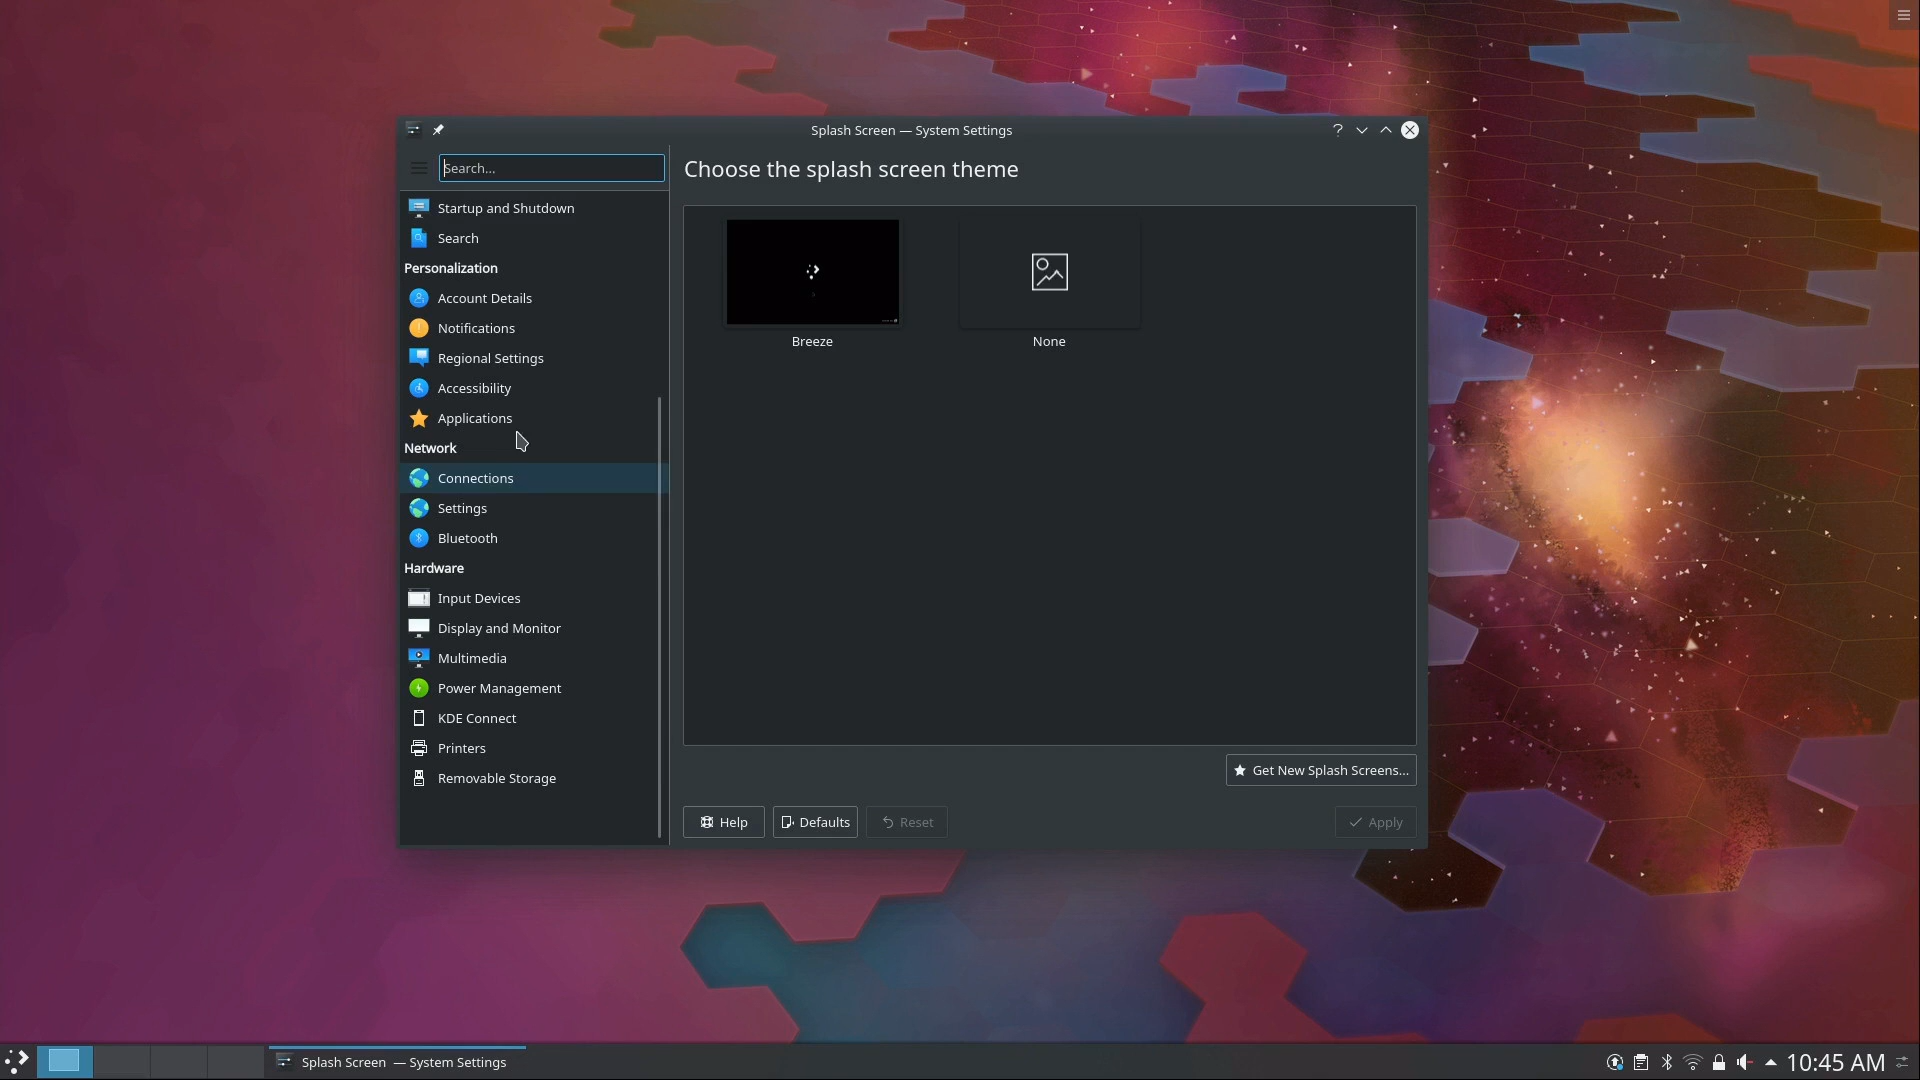 Splash Screen — System Settings
Search...
Choose the splash screen theme
Startup and Shutdown
Search
Personalization
Account Details
Notifications
Regional Settings
Accessibility
Applications
Network
Connections
Settings
Bluetooth
Hardware
Input Devices
Display and Monitor
Multimedia
Power Management
KDE Connect
Printers
Removable Storage
Breeze
None
Get New Splash Screens...
Help
Defaults
Reset
Apply
Splash Screen — System Settings
10:45 AM